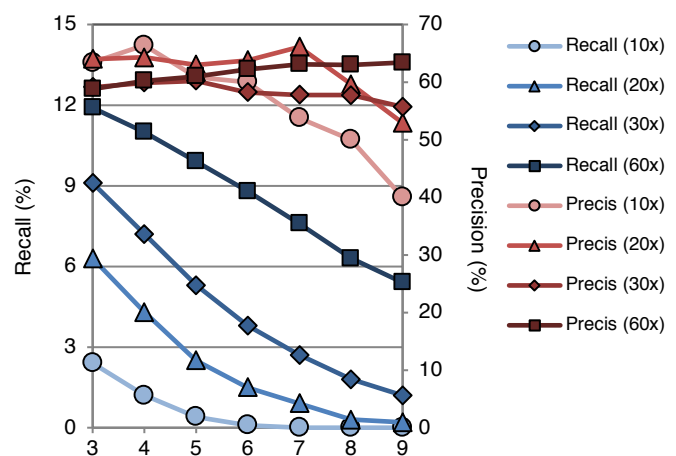 15
12
9
6
3
0
Recall (%)
3 4 5 6 7 8 9
70
60
50
40
30
20
10
0
Precision (%)
Recall (10x)
Recall (20x)
Recall (30x)
Recall (60x)
Precis (10x)
Precis (20x)
Precis (30x)
Precis (60x)